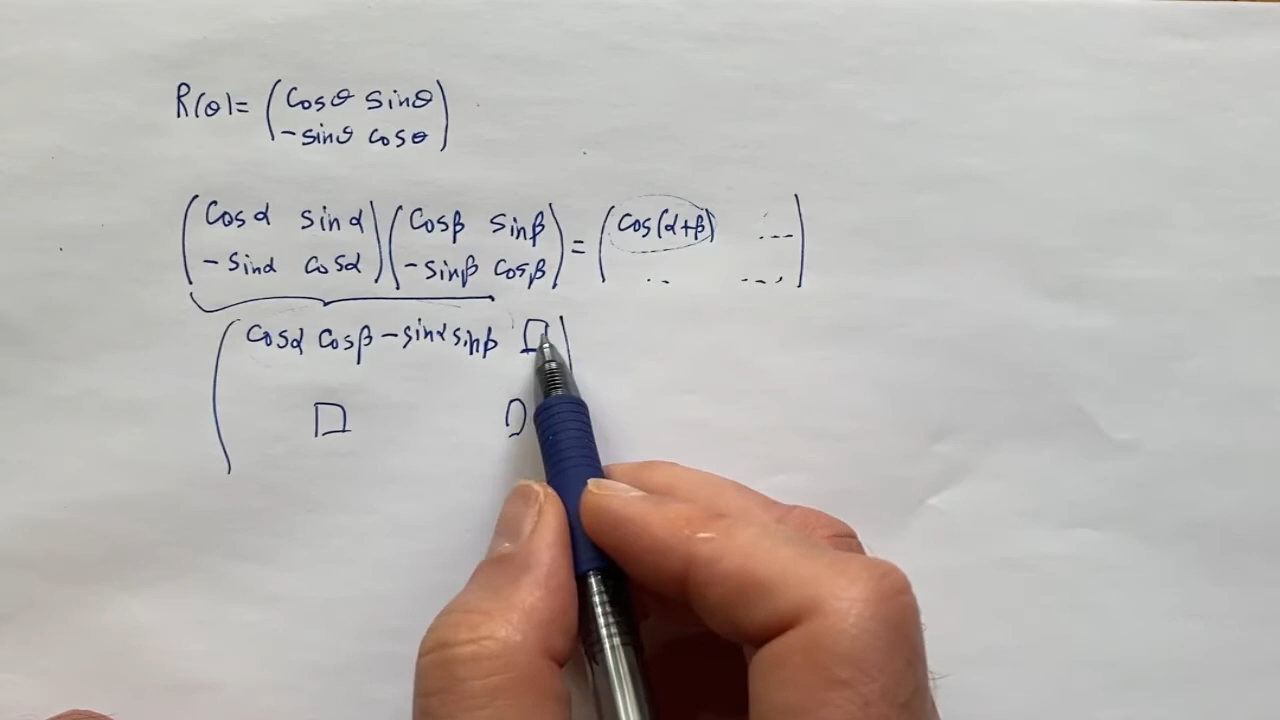 R(θ)= (cosθ sinθ
-sinθ cosθ)
(cosα sinα)(cosβ sinβ) = (cos(α+β) ....
-sinα cosα)(-sinβ cosβ) .. ....)
(cosα cosβ-sinα sinβ □)
□ □